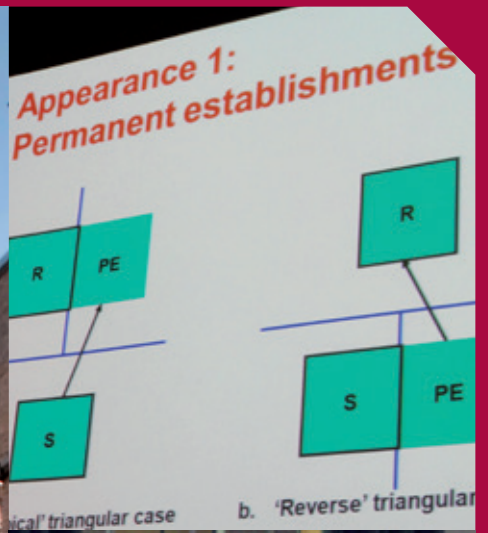 Appearance 1:
Permanent establishments
R
PE
S
R
S
PE
ical' triangular case
b. 'Reverse' triangular